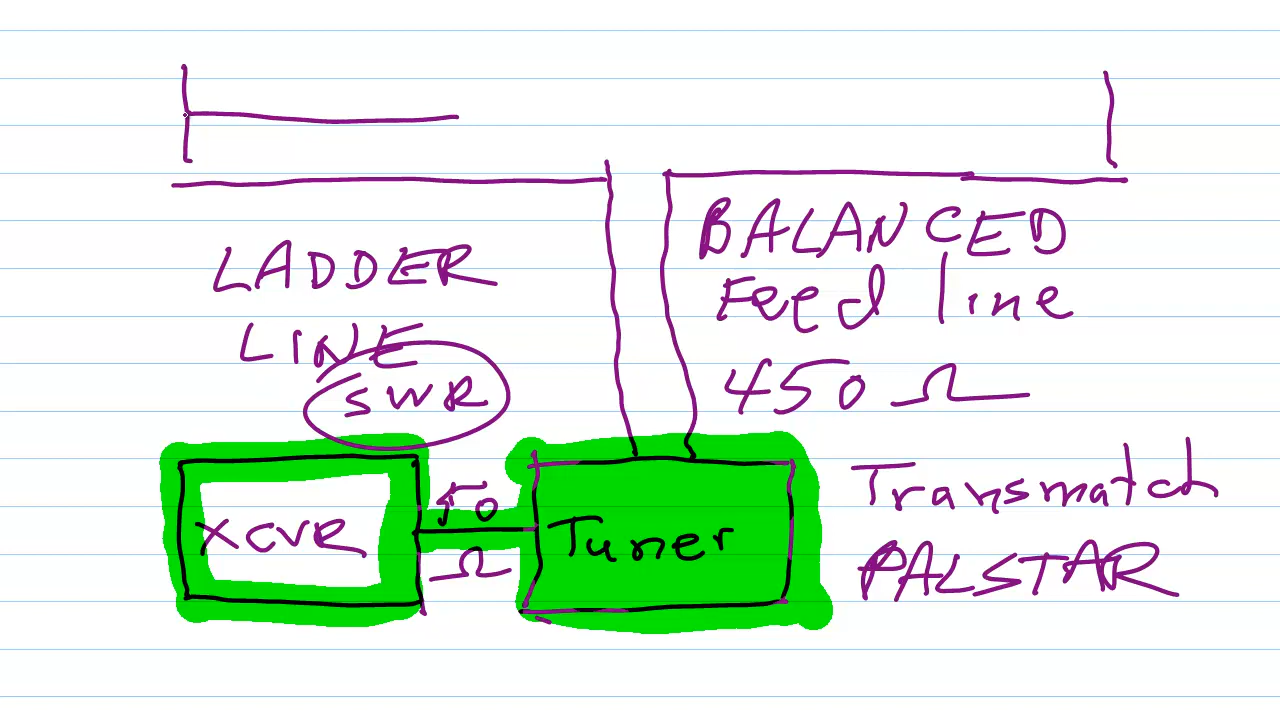 LADDER
LINE
SWR
BALANCED
Feed line
450 Ω
XCVR
50
Ω
Tuner
Transmatch
PALSTAR